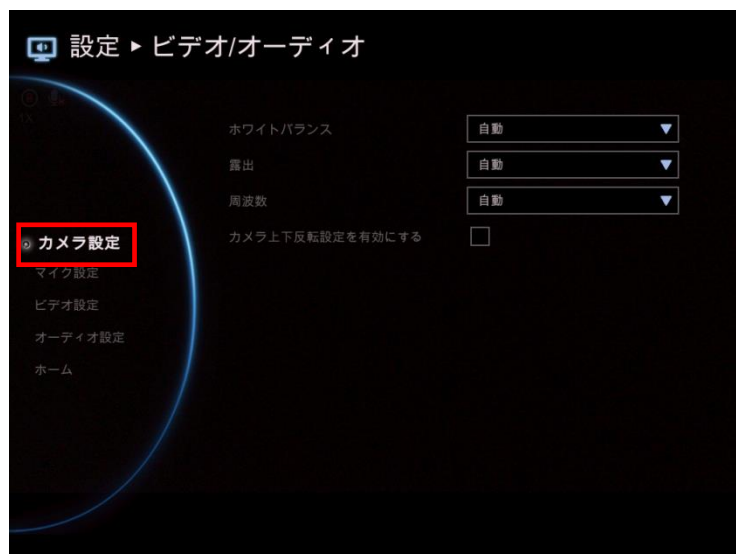 設定 ▶ ビデオ/オーディオ
1X
ホワイトバランス 自動 ▼
露出 自動 ▼
周波数 自動 ▼
カメラ上下反転設定を有効にする
カメラ設定
マイク設定
ビデオ設定
オーディオ設定
ホーム